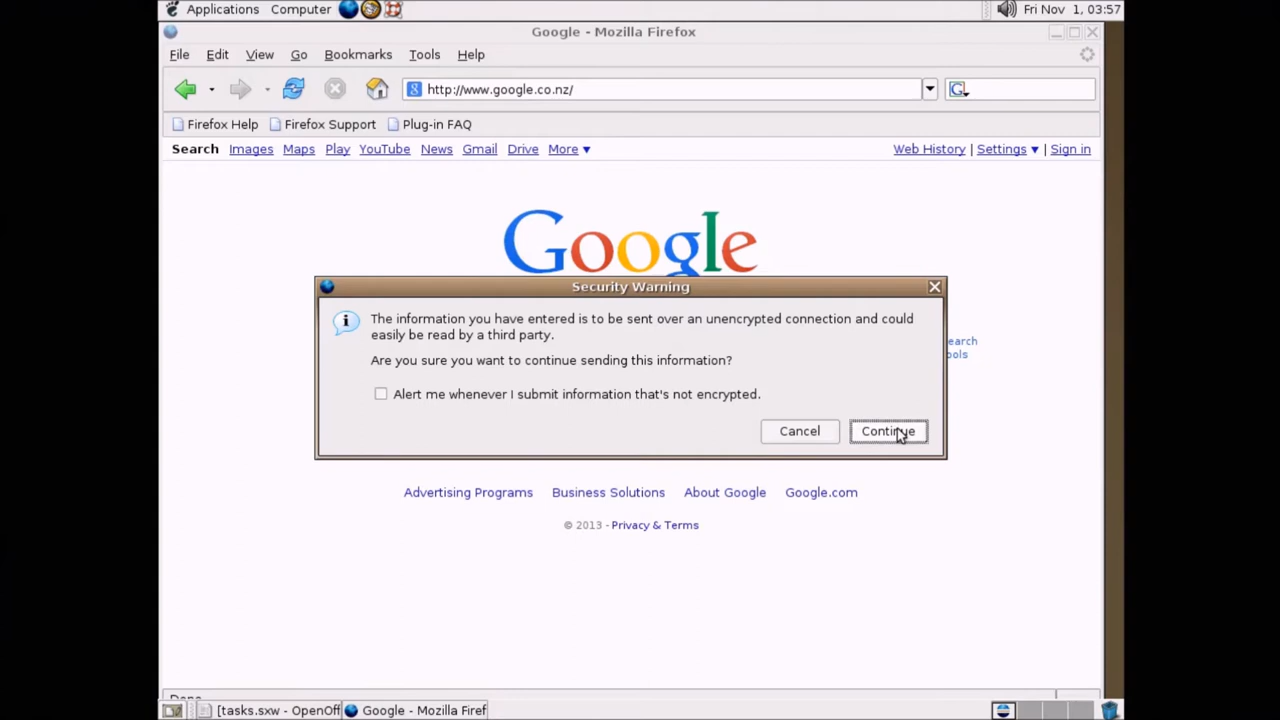 Applications Computer Fri Nov 1, 03:57
Google - Mozilla Firefox
File Edit View Go Bookmarks Tools Help
http://www.google.co.nz/ G
Firefox Help Firefox Support Plug-in FAQ
Search Images Maps Play YouTube News Gmail Drive More ▼ Web History | Settings ▼ | Sign in
Google
Security Warning
The information you have entered is to be sent over an unencrypted connection and could
easily be read by a third party.
Are you sure you want to continue sending this information?
earch
ools
Alert me whenever I submit information that's not encrypted.
Cancel Continue
Advertising Programs Business Solutions About Google Google.com
© 2013 - Privacy & Terms
Done
[tasks.sxw - OpenOff Google - Mozilla Firef